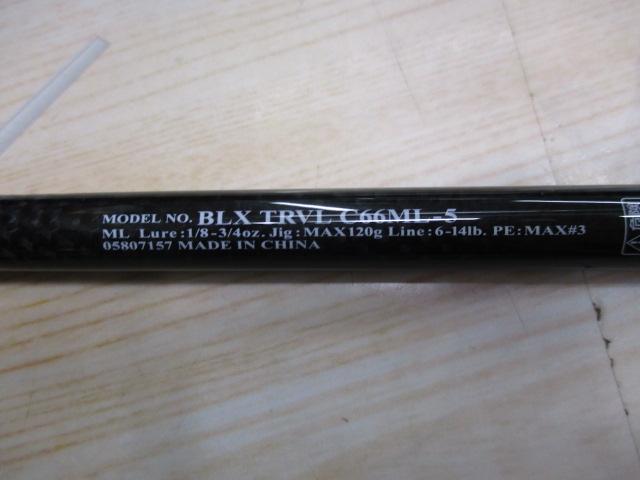 MODEL NO. BLX TRVL C66ML-5
ML Lure:1/8-3/4oz. Jig:MAX120g Line:6-14lb. PE:MAX#3
05807157 MADE IN CHINA